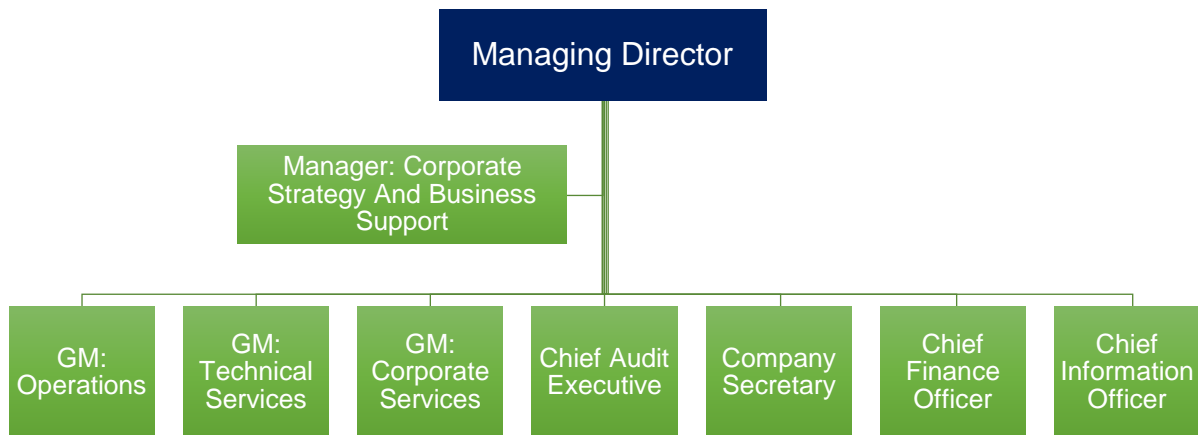 Managing Director
Manager: Corporate
Strategy And Business
Support
GM:
Operations
GM:
Technical
Services
GM:
Corporate
Services
Chief Audit
Executive
Company
Secretary
Chief
Finance
Officer
Chief
Information
Officer